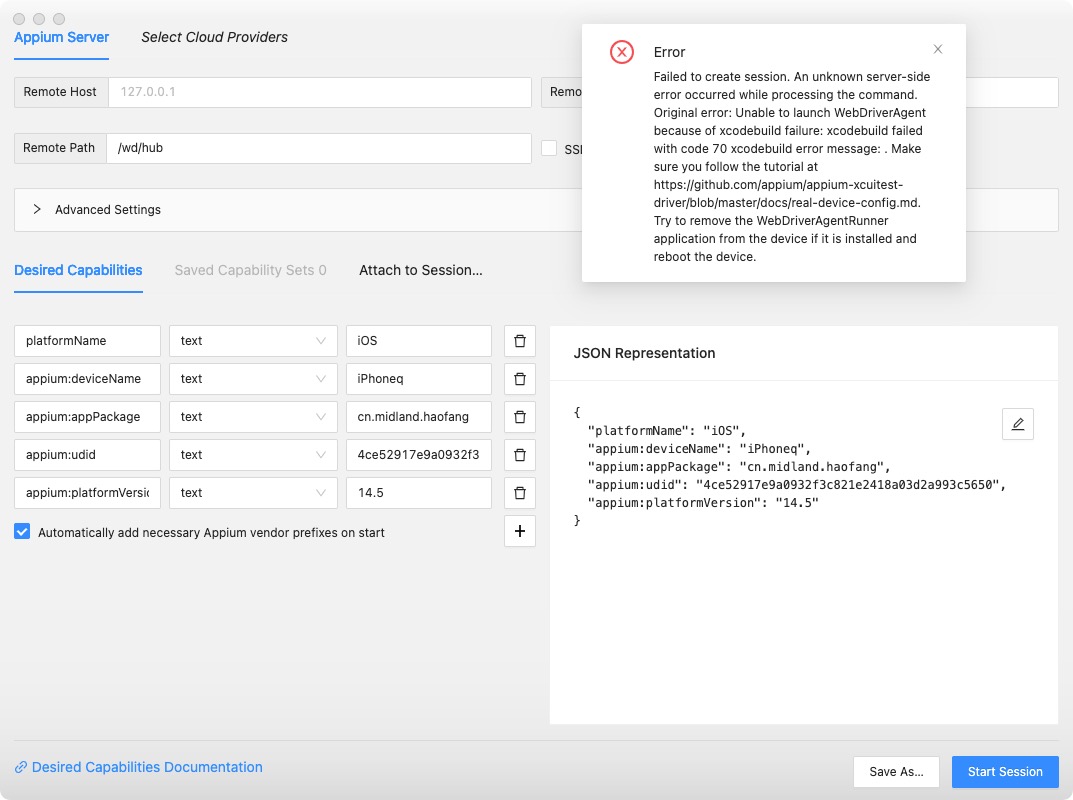 Appium Server
Select Cloud Providers
Error
Failed to create session. An unknown server-side
error occurred while processing the command.
Original error: Unable to launch WebDriverAgent
because of xcodebuild failure: xcodebuild failed
with code 70 xcodebuild error message: . Make
sure you follow the tutorial at
https://github.com/appium/appium-xcuitest-
driver/blob/master/docs/real-device-config.md.
Try to remove the WebDriverAgentRunner
application from the device if it is installed and
reboot the device.
Remote Host
127.0.0.1
Remo
Remote Path
/wd/hub
SSL
Advanced Settings
Desired Capabilities
Saved Capability Sets 0
Attach to Session...
platformName
text
iOS
appium:deviceName
text
iPhoneq
appium:appPackage
text
cn.midland.haofang
appium:udid
text
4ce52917e9a0932f3
appium:platformVersic
text
14.5
Automatically add necessary Appium vendor prefixes on start
JSON Representation
{
"platformName": "iOS",
"appium:deviceName": "iPhoneq",
"appium:appPackage": "cn.midland.haofang",
"appium:udid": "4ce52917e9a0932f3c821e2418a03d2a993c5650",
"appium:platformVersion": "14.5"
}
Desired Capabilities Documentation
Save As...
Start Session